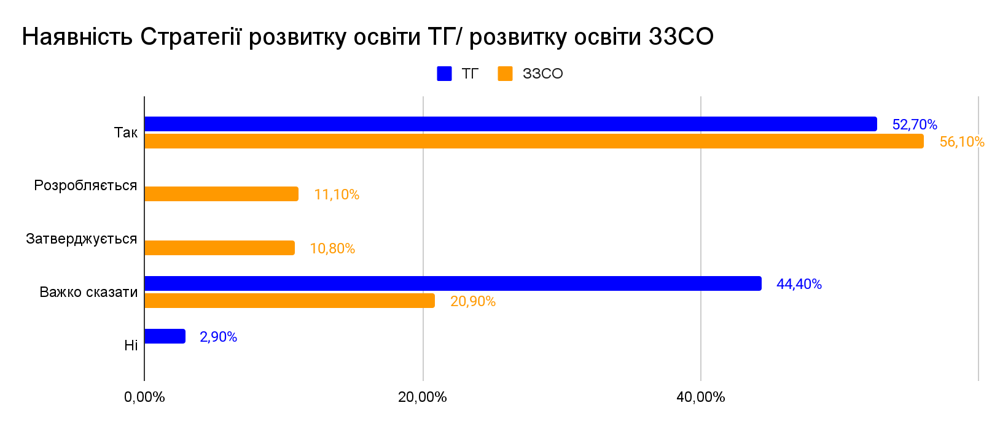 Наявність Стратегії розвитку освіти ТГ/ розвитку освіти ЗЗСО
ТГ ЗЗСО
Так 52,70%
56,10%
Розробляється 11,10%
Затверджується 10,80%
Важко сказати 44,40%
20,90%
Ні 2,90%
0,00% 20,00% 40,00%